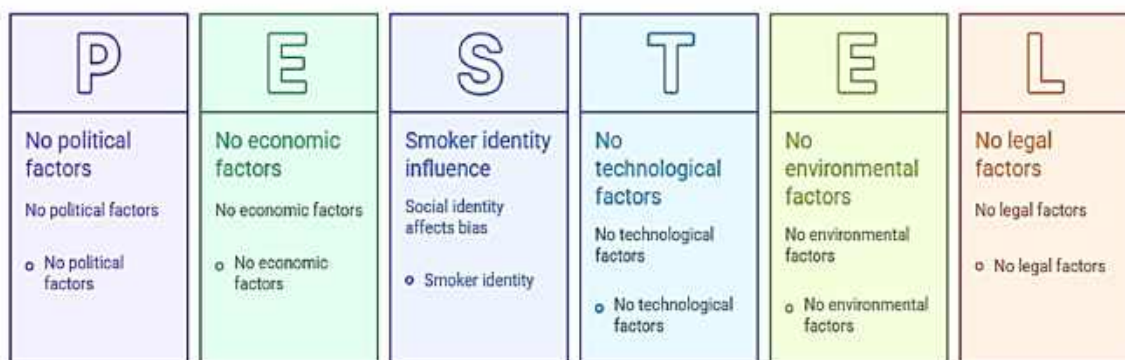 P
No political
factors
No political factors
No political
factors
E
No economic
factors
No economic factors
No economic
factors
S
Smoker identity
influence
Social identity
affects bias
Smoker identity
T
No
technological
factors
No technological
factors
No technological
factors
E
No
environmental
factors
No environmental
factors
No environmental
factors
L
No legal
factors
No legal factors
No legal factors